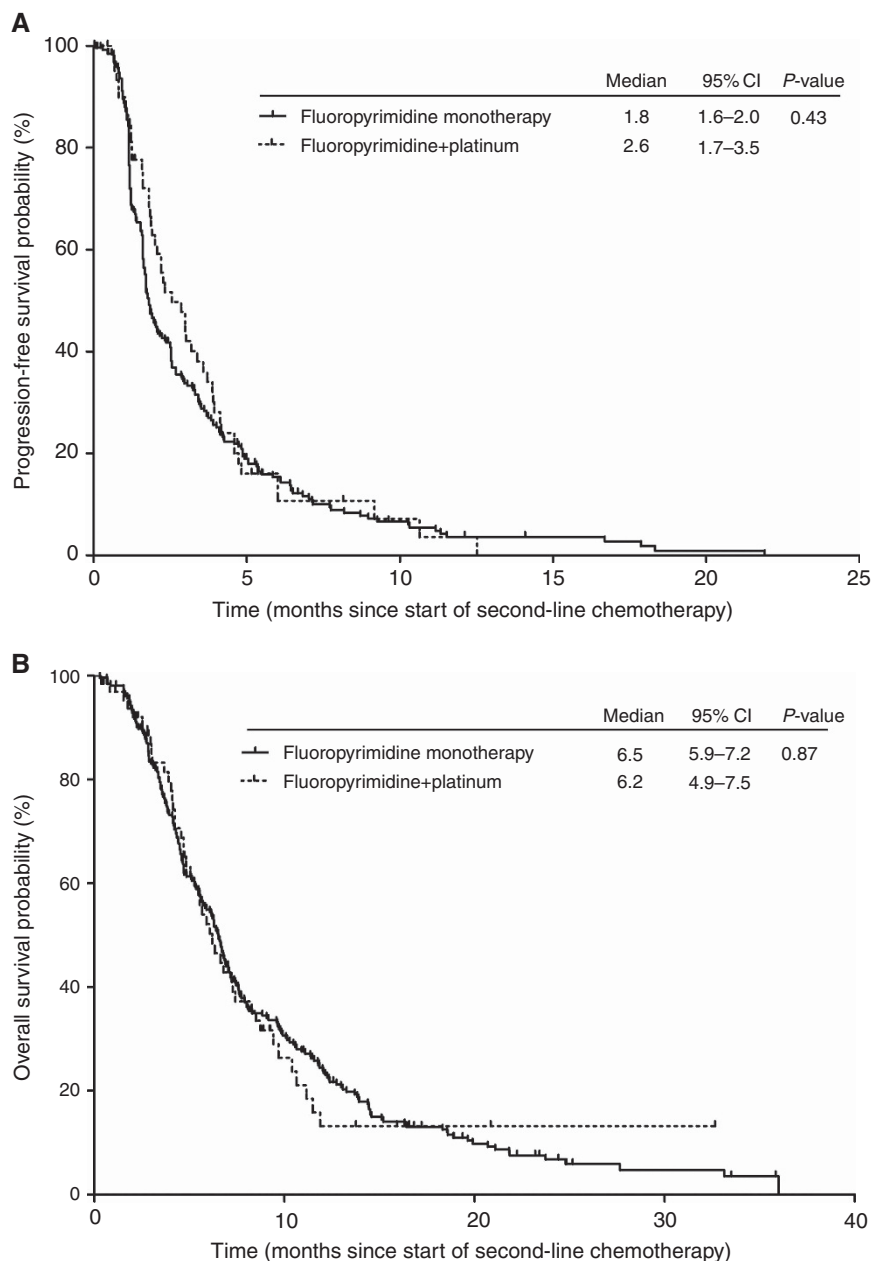 A
100
80
60
40
20
0
Progression-free survival probability (%)
Median 95% CI P-value
Fluoropyrimidine monotherapy 1.8 1.6–2.0 0.43
Fluoropyrimidine+platinum 2.6 1.7–3.5
0 5 10 15 20 25
Time (months since start of second-line chemotherapy)
B
100
80
60
40
20
0
Overall survival probability (%)
Median 95% CI P-value
Fluoropyrimidine monotherapy 6.5 5.9–7.2 0.87
Fluoropyrimidine+platinum 6.2 4.9–7.5
0 10 20 30 40
Time (months since start of second-line chemotherapy)